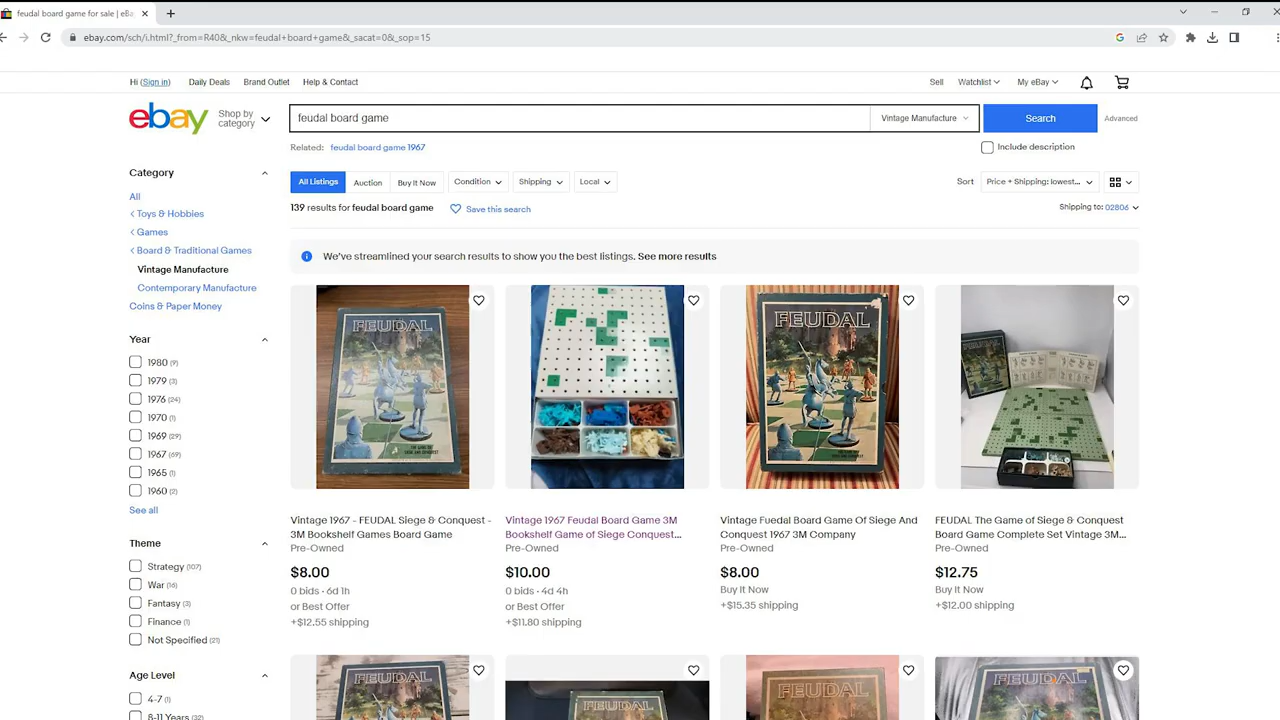 feudal board game for sale | eBa
ebay.com/sch/i.html?_from=R40&_nkw=feudal+board+game&_sacat=0&_sop=15
Hi (Sign in)
Daily Deals
Brand Outlet
Help & Contact
Sell
Watchlist
My eBay
ebay
Shop by
category
feudal board game
Vintage Manufacture
Search
Advanced
Related:
feudal board game 1967
Include description
Category
All
Toys & Hobbies
Games
Board & Traditional Games
Vintage Manufacture
Contemporary Manufacture
Coins & Paper Money
Year
1980 (9)
1979 (3)
1976 (24)
1970 (1)
1969 (29)
1967 (69)
1965 (1)
1960 (2)
See all
Theme
Strategy (107)
War (16)
Fantasy (3)
Finance (1)
Not Specified (21)
Age Level
4-7 (1)
8-11 Years (32)
All Listings
Auction
Buy It Now
Condition
Shipping
Local
Sort
Price + Shipping: lowest...
139 results for feudal board game
Save this search
Shipping to: 02806
We've streamlined your search results to show you the best listings. See more results
FEUDAL
FEUDAL
Vintage 1967 - FEUDAL Siege & Conquest -
3M Bookshelf Games Board Game
Pre-Owned
$8.00
0 bids · 6d 1h
or Best Offer
+$12.55 shipping
Vintage 1967 Feudal Board Game 3M
Bookshelf Game of Siege Conquest...
Pre-Owned
$10.00
0 bids · 4d 4h
or Best Offer
+$11.80 shipping
Vintage Fuedal Board Game Of Siege And
Conquest 1967 3M Company
Pre-Owned
$8.00
Buy It Now
+$15.35 shipping
FEUDAL The Game of Siege & Conquest
Board Game Complete Set Vintage 3M...
Pre-Owned
$12.75
Buy It Now
+$12.00 shipping
FEUDAL
FEUDAL
FEUDAL
FEUDAL